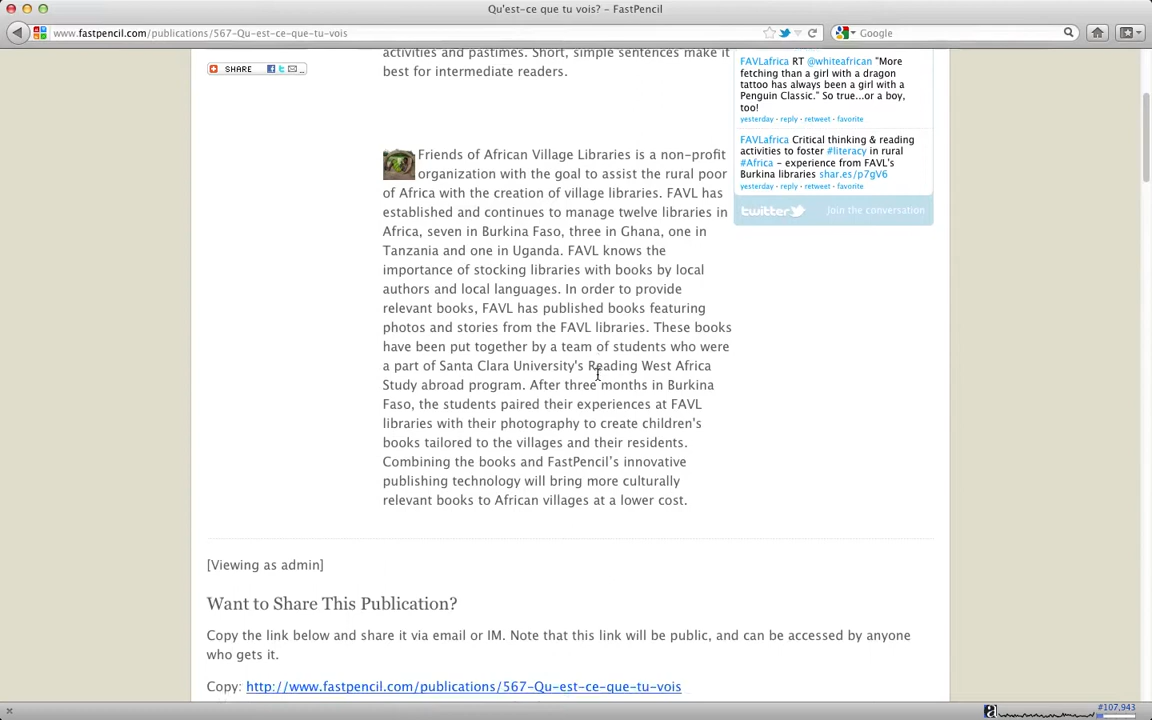 Qu'est-ce que tu vois? – FastPencil
www.fastpencil.com/publications/567-Qu-est-ce-que-tu-vois
Google
activities and pastimes. Short, simple sentences make it
best for intermediate readers.
SHARE
FAVLafrica RT @whiteafrican "More
fetching than a girl with a dragon
tattoo has always been a girl with a
Penguin Classic." So true...or a boy,
too!
yesterday · reply · retweet · favorite
FAVLafrica Critical thinking & reading
activities to foster #literacy in rural
#Africa – experience from FAVL's
Burkina libraries shar.es/p7gV6
yesterday · reply · retweet · favorite
twitter Join the conversation
Friends of African Village Libraries is a non-profit
organization with the goal to assist the rural poor
of Africa with the creation of village libraries. FAVL has
established and continues to manage twelve libraries in
Africa, seven in Burkina Faso, three in Ghana, one in
Tanzania and one in Uganda. FAVL knows the
importance of stocking libraries with books by local
authors and local languages. In order to provide
relevant books, FAVL has published books featuring
photos and stories from the FAVL libraries. These books
have been put together by a team of students who were
a part of Santa Clara University's Reading West Africa
Study abroad program. After three months in Burkina
Faso, the students paired their experiences at FAVL
libraries with their photography to create children's
books tailored to the villages and their residents.
Combining the books and FastPencil's innovative
publishing technology will bring more culturally
relevant books to African villages at a lower cost.
[Viewing as admin]
Want to Share This Publication?
Copy the link below and share it via email or IM. Note that this link will be public, and can be accessed by anyone
who gets it.
Copy: http://www.fastpencil.com/publications/567-Qu-est-ce-que-tu-vois
#107,943